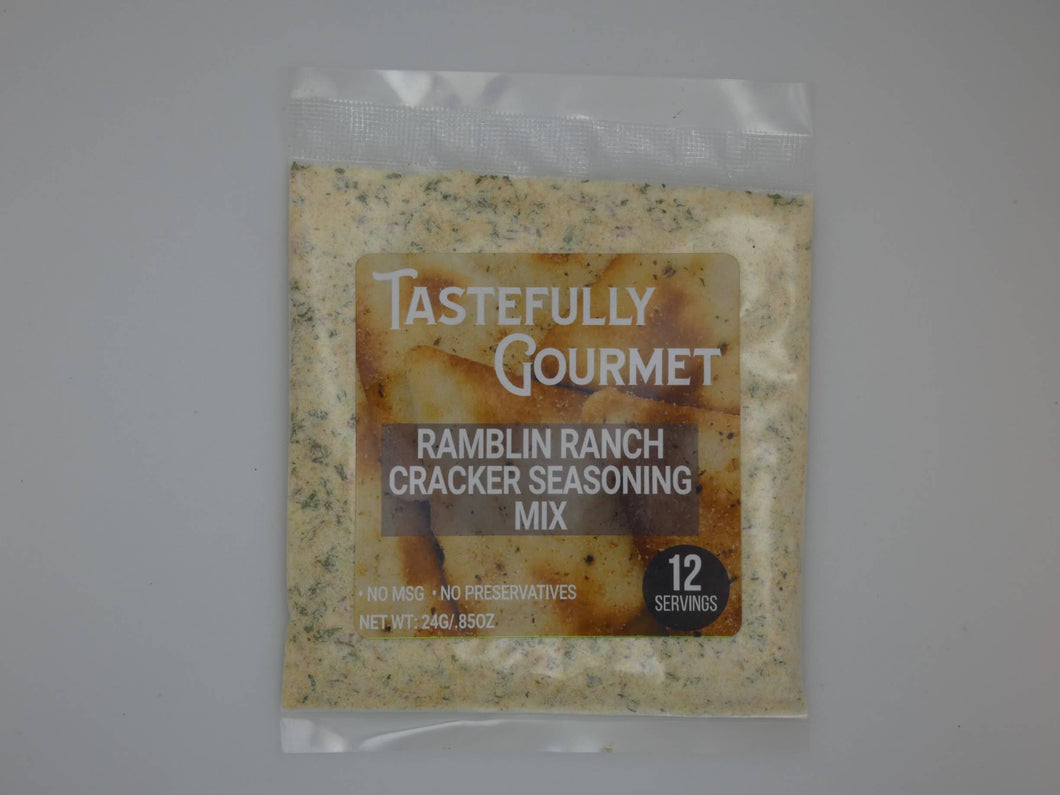 TASTEFULLY
GOURMET
RAMBLIN RANCH
CRACKER SEASONING
MIX
12
SERVINGS
• NO MSG • NO PRESERVATIVES
NET WT: 24G/.85OZ